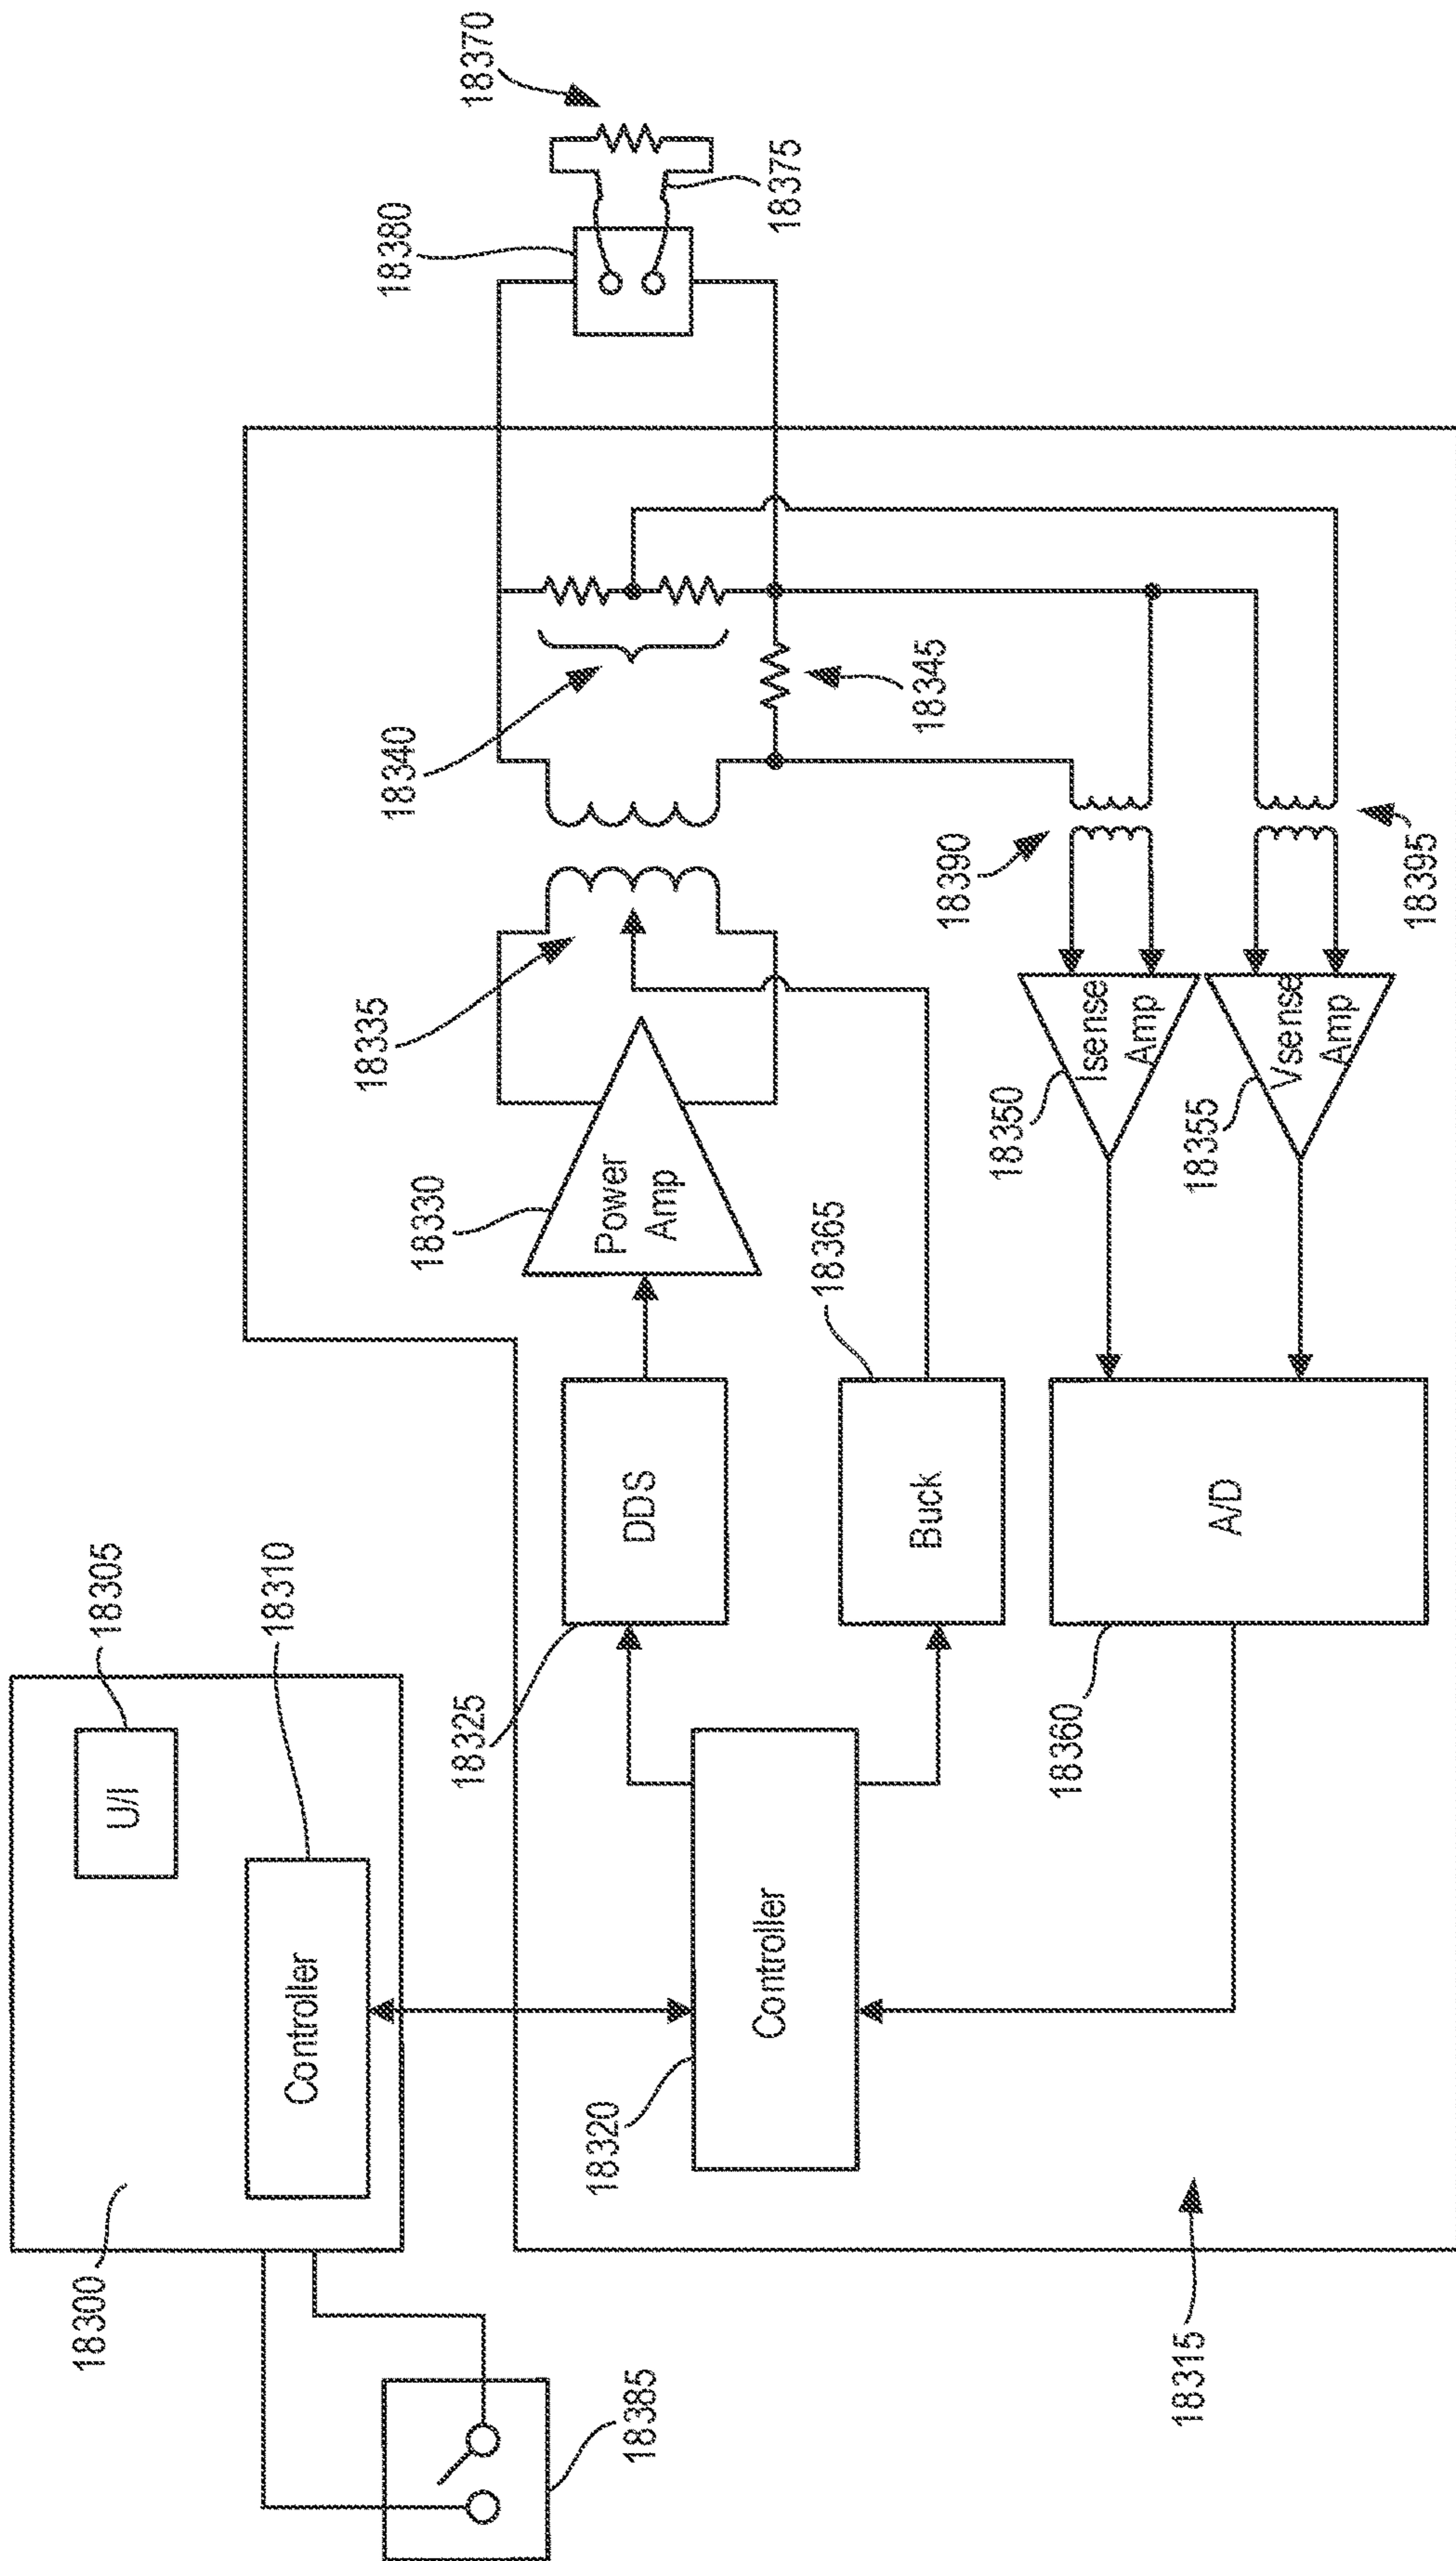 18300
U/I
18305
Controller
18310
18385
18315
18320
Controller
18325
DDS
18330
Power
Amp
18335
18340
18380
18370
18375
18345
Buck
18365
18360
A/D
18350
Isense
Amp
18390
18355
Vsense
Amp
18395